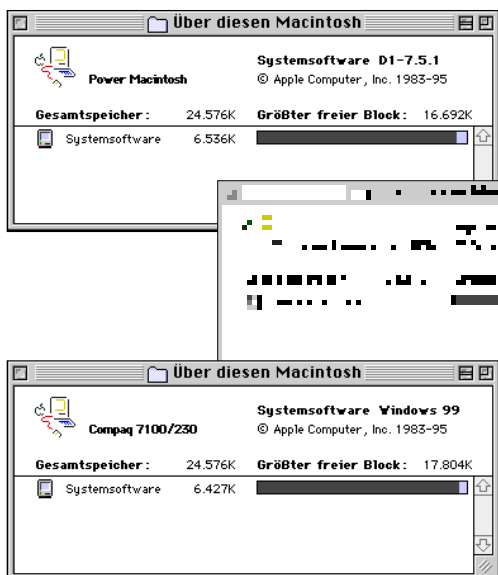 Über diesen Macintosh
Systemsoftware D1-7.5.1
Power Macintosh
© Apple Computer, Inc. 1983-95
Gesamtspeicher: 24.576K Größter freier Block: 16.692K
Systemsoftware 6.536K
Über diesen Macintosh
Systemsoftware Windows 99
Compaq 7100/230
© Apple Computer, Inc. 1983-95
Gesamtspeicher: 24.576K Größter freier Block: 17.804K
Systemsoftware 6.427K